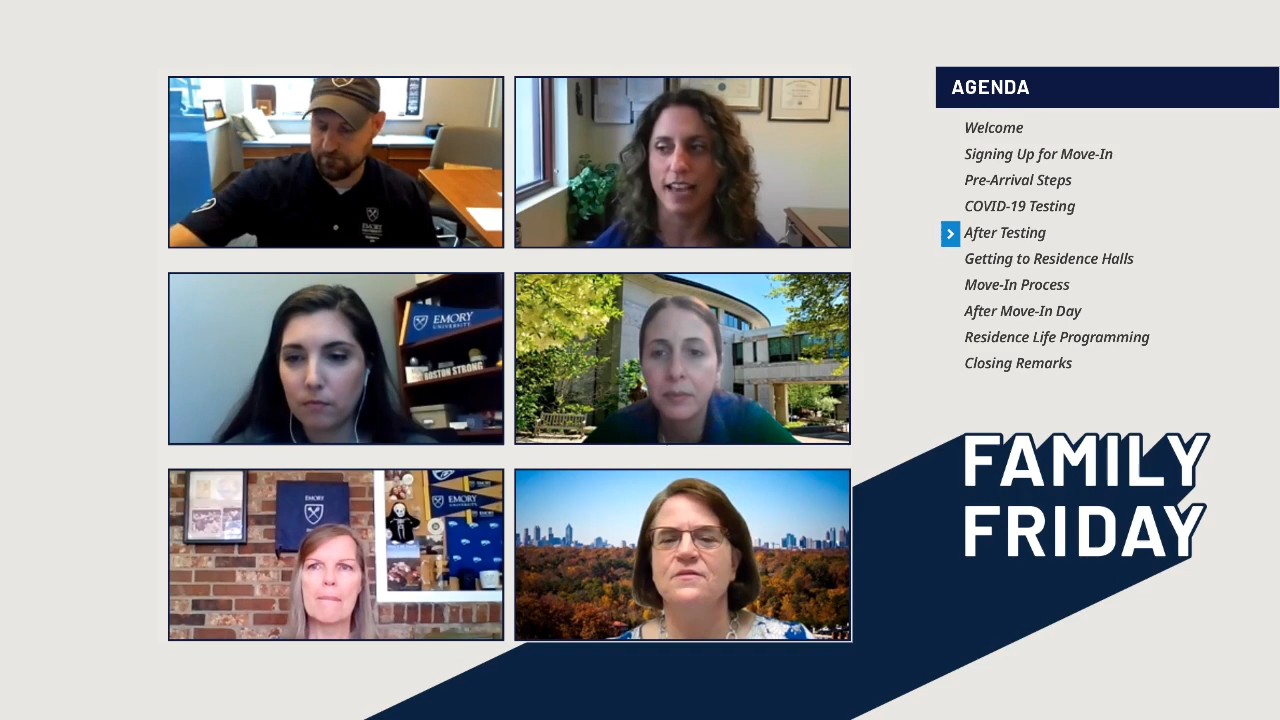 AGENDA
Welcome
Signing Up for Move-In
Pre-Arrival Steps
COVID-19 Testing
After Testing
Getting to Residence Halls
Move-In Process
After Move-In Day
Residence Life Programming
Closing Remarks
FAMILY
FRIDAY
EMORY
EMORY
UNIVERSITY
BOSTON STRONG
EMORY
EMORY